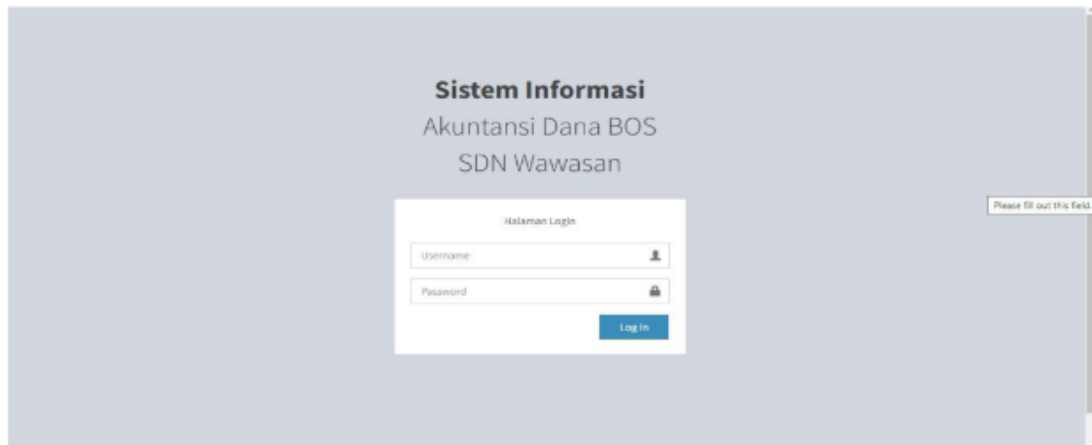 Sistem Informasi
Akuntansi Dana BOS
SDN Wawasan
Halaman Login
Username
Password
Log In
Please fill out this field.